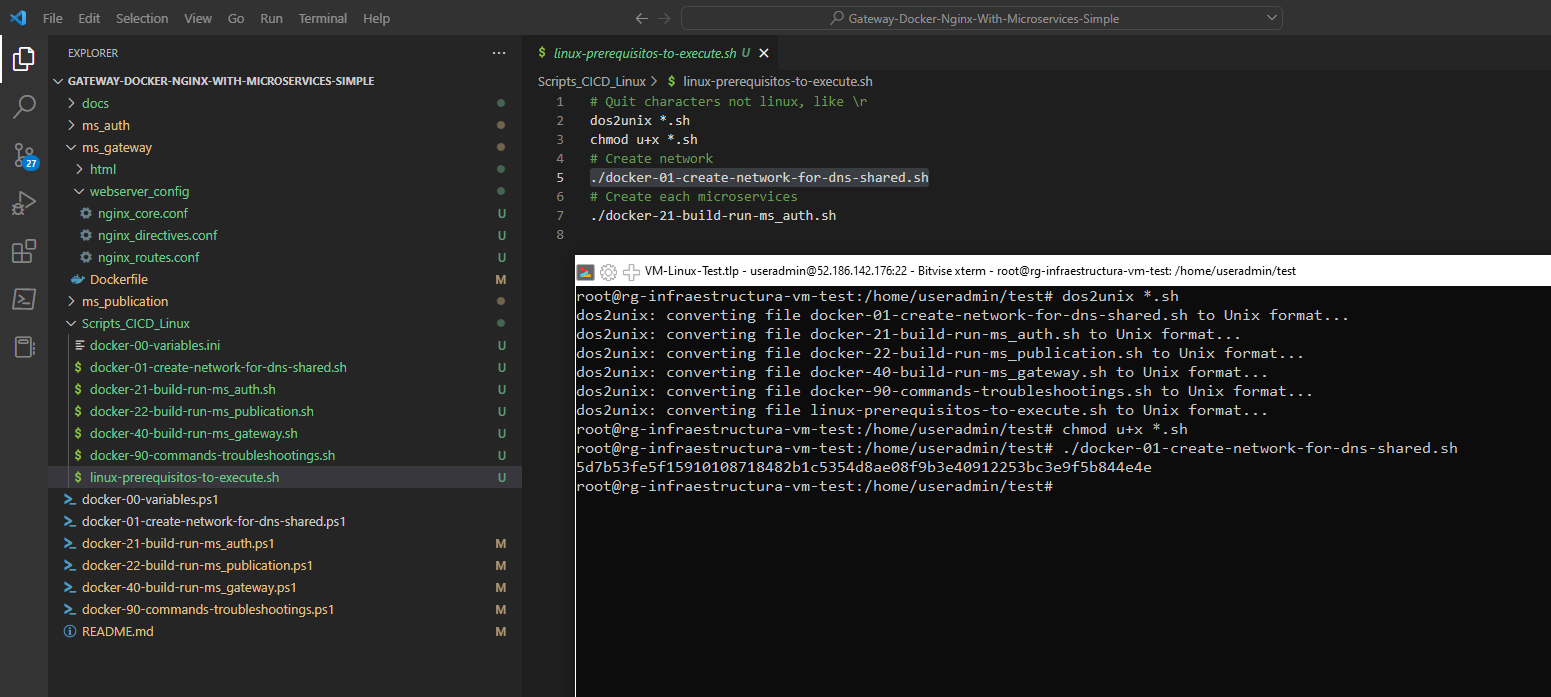 File Edit Selection View Go Run Terminal Help
Gateway-Docker-Nginx-With-Microservices-Simple
EXPLORER
GATEWAY-DOCKER-NGINX-WITH-MICROSERVICES-SIMPLE
docs
ms_auth
ms_gateway
html
webserver_config
nginx_core.conf U
nginx_directives.conf U
nginx_routes.conf U
Dockerfile M
ms_publication
Scripts_CICD_Linux
docker-00-variables.ini U
$ docker-01-create-network-for-dns-shared.sh U
$ docker-21-build-run-ms_auth.sh U
$ docker-22-build-run-ms_publication.sh U
$ docker-40-build-run-ms_gateway.sh U
$ docker-90-commands-troubleshootings.sh U
$ linux-prerequisitos-to-execute.sh U
docker-00-variables.ps1
docker-01-create-network-for-dns-shared.ps1
docker-21-build-run-ms_auth.ps1 M
docker-22-build-run-ms_publication.ps1 M
docker-40-build-run-ms_gateway.ps1 M
docker-90-commands-troubleshootings.ps1 M
README.md M
27
$ linux-prerequisitos-to-execute.sh U
Scripts_CICD_Linux > $ linux-prerequisitos-to-execute.sh
1 # Quit characters not linux, like \r
2 dos2unix *.sh
3 chmod u+x *.sh
4 # Create network
5 ./docker-01-create-network-for-dns-shared.sh
6 # Create each microservices
7 ./docker-21-build-run-ms_auth.sh
8
VM-Linux-Test.tlp - useradmin@52.186.142.176:22 - Bitvise xterm - root@rg-infraestructura-vm-test: /home/useradmin/test
root@rg-infraestructura-vm-test:/home/useradmin/test# dos2unix *.sh
dos2unix: converting file docker-01-create-network-for-dns-shared.sh to Unix format...
dos2unix: converting file docker-21-build-run-ms_auth.sh to Unix format...
dos2unix: converting file docker-22-build-run-ms_publication.sh to Unix format...
dos2unix: converting file docker-40-build-run-ms_gateway.sh to Unix format...
dos2unix: converting file docker-90-commands-troubleshootings.sh to Unix format...
dos2unix: converting file linux-prerequisitos-to-execute.sh to Unix format...
root@rg-infraestructura-vm-test:/home/useradmin/test# chmod u+x *.sh
root@rg-infraestructura-vm-test:/home/useradmin/test# ./docker-01-create-network-for-dns-shared.sh
5d7b53fe5f15910108718482b1c5354d8ae08f9b3e40912253bc3e9f5b844e4e
root@rg-infraestructura-vm-test:/home/useradmin/test#